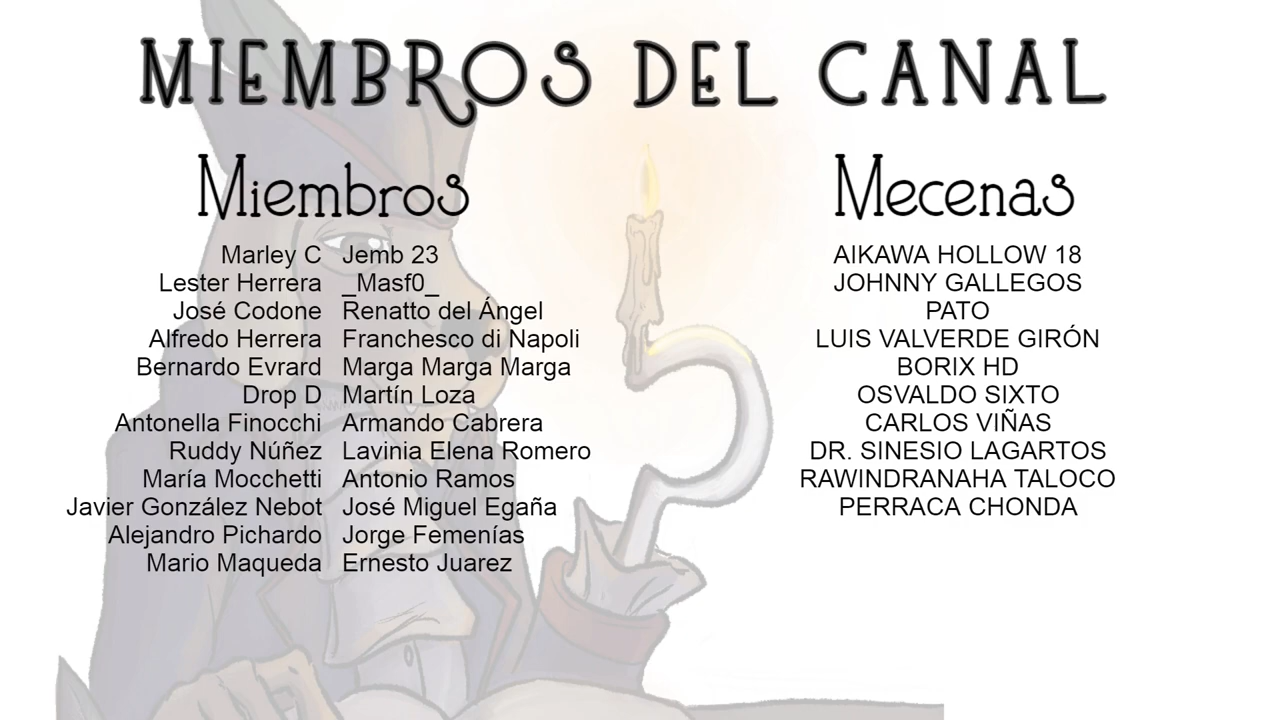 MIEMBROS DEL CANAL
Miembros
Marley C Jemb 23
Lester Herrera _Masf0_
José Codone Renatto del Ángel
Alfredo Herrera Franchesco di Napoli
Bernardo Evrard Marga Marga Marga
Drop D Martín Loza
Antonella Finocchi Armando Cabrera
Ruddy Núñez Lavinia Elena Romero
María Mocchetti Antonio Ramos
Javier González Nebot José Miguel Egaña
Alejandro Pichardo Jorge Femenías
Mario Maqueda Ernesto Juarez
Mecenas
AIKAWA HOLLOW 18
JOHNNY GALLEGOS
PATO
LUIS VALVERDE GIRÓN
BORIX HD
OSVALDO SIXTO
CARLOS VIÑAS
DR. SINESIO LAGARTOS
RAWINDRANAHA TALOCO
PERRACA CHONDA